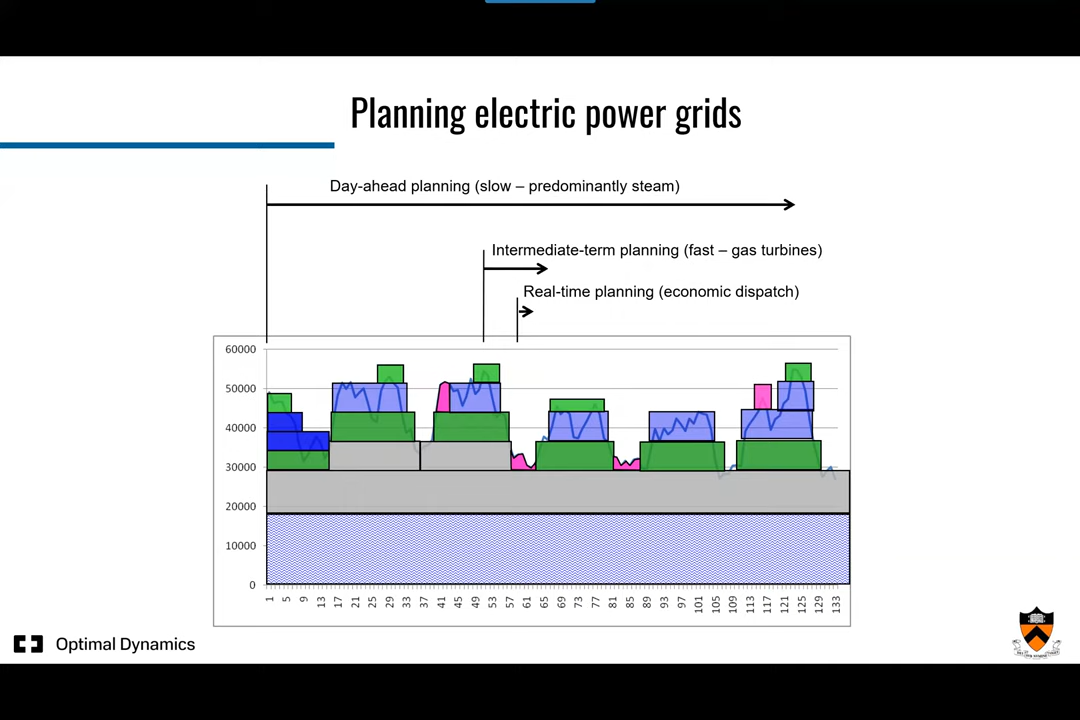 Planning electric power grids
Day-ahead planning (slow – predominantly steam)
Intermediate-term planning (fast – gas turbines)
Real-time planning (economic dispatch)
60000
50000
40000
30000
20000
10000
0
1 5 9 13 17 21 25 29 33 37 41 45 49 53 57 61 65 69 73 77 81 85 89 93 97 101 105 109 113 117 121 125 129 133
Optimal Dynamics